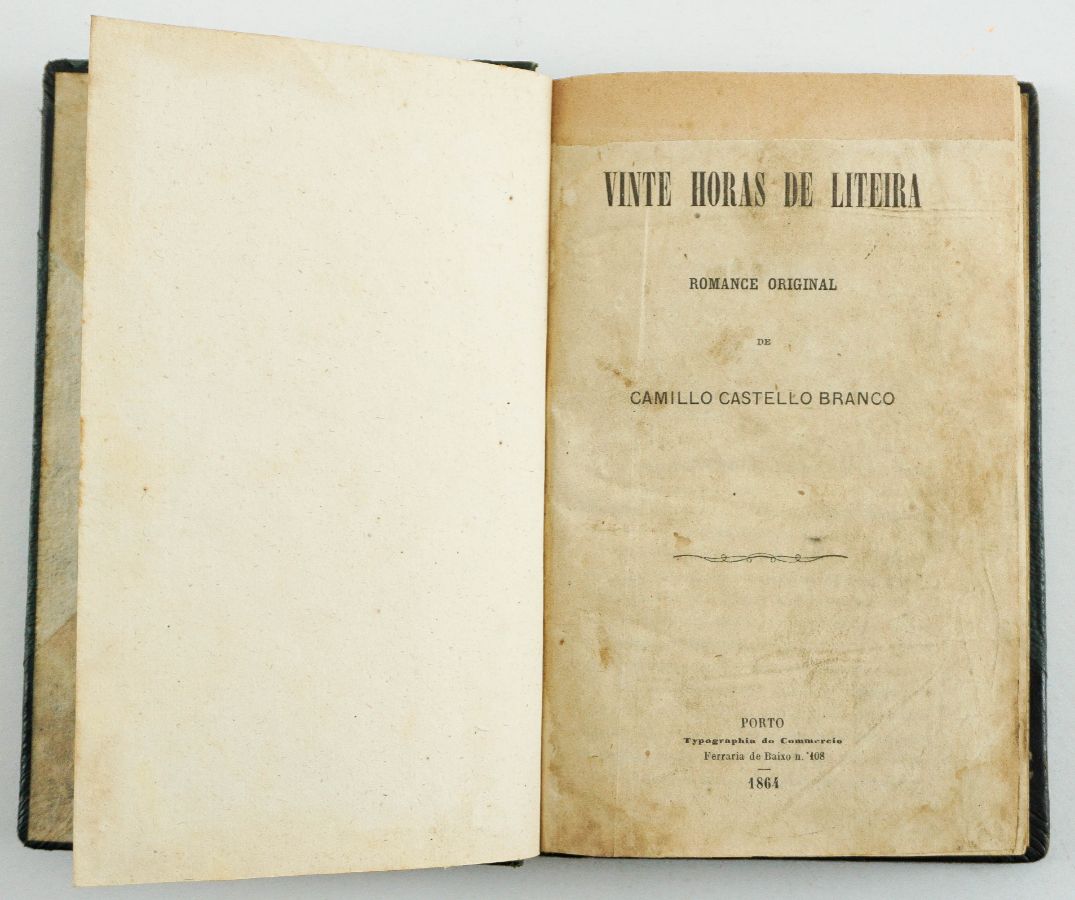 VINTE HORAS DE LITEIRA
ROMANCE ORIGINAL
DE
CAMILLO CASTELLO BRANCO
PORTO
Typographia do Commercio
Ferraria de Baixo n. 108
1864